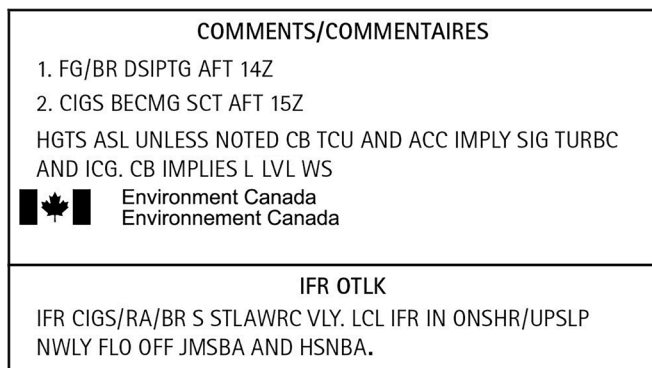 COMMENTS/COMMENTAIRES
1. FG/BR DSIPTG AFT 14Z
2. CIGS BECMG SCT AFT 15Z
HGTS ASL UNLESS NOTED CB TCU AND ACC IMPLY SIG TURBC
AND ICG. CB IMPLIES L LVL WS
Environment Canada
Environnement Canada
IFR OTLK
IFR CIGS/RA/BR S STLAWRC VLY. LCL IFR IN ONSHR/UPSLP
NWLY FLO OFF JMSBA AND HSNBA.